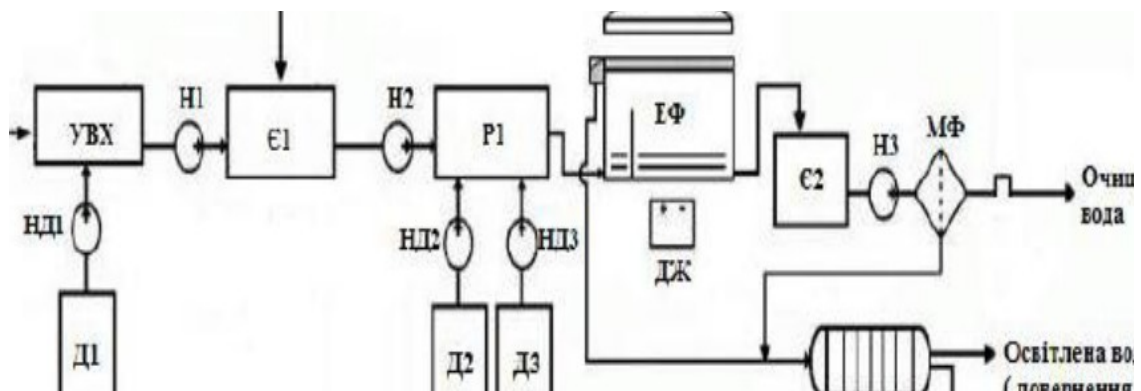 Н1
Н2
ЕФ
МФ
УВХ
Є1
Р1
Н3
Є2
Очищ
вода
НД1
НД2
НД3
ДЖ
Д1
Д2
Д3
Освітлена вод
( повернення